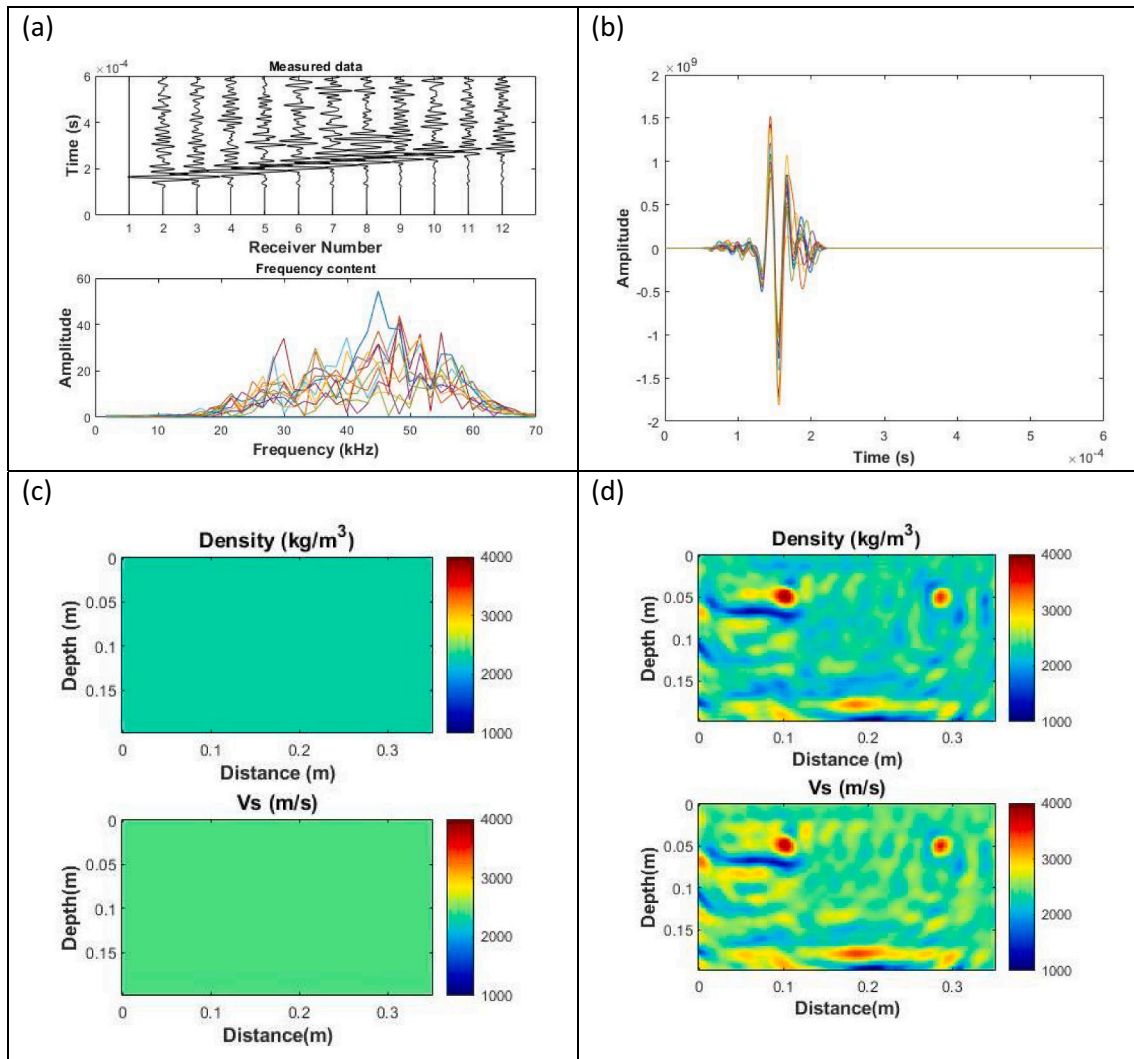 (a)
Measured data
× 10⁻⁴
6
4
2
0
Time (s)
1 2 3 4 5 6 7 8 9 10 11 12
Receiver Number
Frequency content
60
40
20
0
Amplitude
0 10 20 30 40 50 60 70
Frequency (kHz)
(b)
× 10⁹
2
1.5
1
0.5
0
-0.5
-1
-1.5
-2
Amplitude
0 1 2 3 4 5 6
Time (s)
× 10⁻⁴
(c)
Density (kg/m³)
0
0.05
0.1
0.15
Depth (m)
0 0.1 0.2 0.3
Distance (m)
4000
3000
2000
1000
Vs (m/s)
0
0.05
0.1
0.15
Depth(m)
0 0.1 0.2 0.3
Distance(m)
4000
3000
2000
1000
(d)
Density (kg/m³)
0
0.05
0.1
0.15
Depth (m)
0 0.1 0.2 0.3
Distance (m)
4000
3000
2000
1000
Vs (m/s)
0
0.05
0.1
0.15
Depth(m)
0 0.1 0.2 0.3
Distance(m)
4000
3000
2000
1000